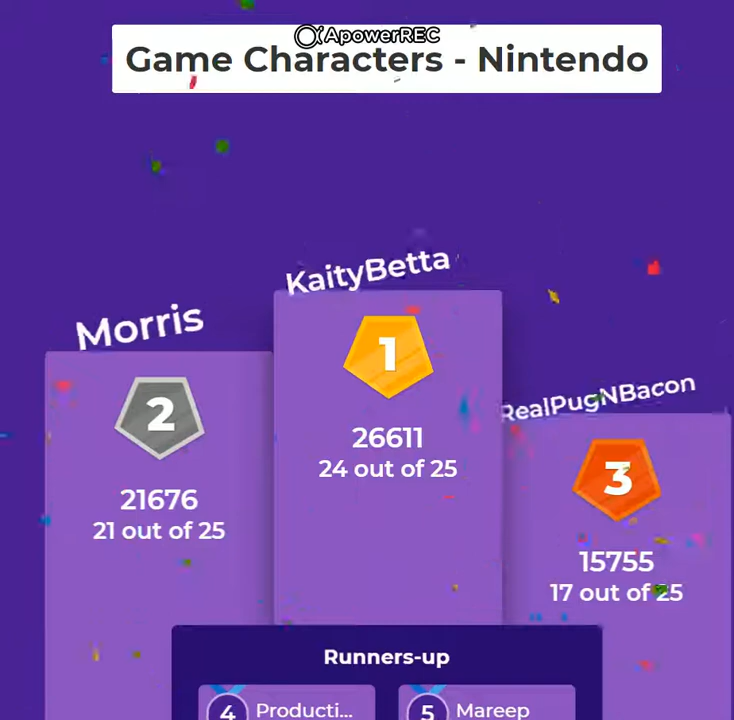 ApowerREC
Game Characters - Nintendo
KaityBetta
Morris
RealPugNBacon
1
26611
24 out of 25
2
21676
21 out of 25
3
15755
17 out of 25
Runners-up
4 Producti...
5 Mareep